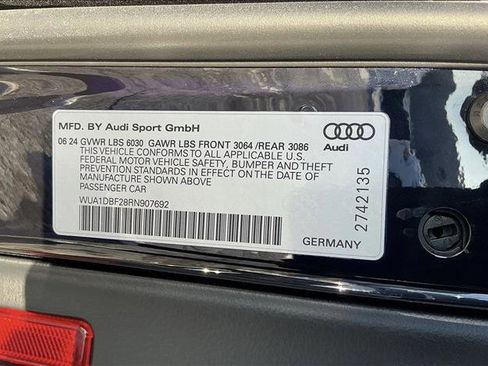 MFD. BY Audi Sport GmbH
06 24 GVWR LBS 6030 GAWR LBS FRONT 3064 /REAR 3086
THIS VEHICLE CONFORMS TO ALL APPLICABLE U.S.
FEDERAL MOTOR VEHICLE SAFETY, BUMPER AND THEFT
PREVENTION STANDARDS IN EFFECT ON THE DATE OF
MANUFACTURE SHOWN ABOVE.
PASSENGER CAR
WUA1DBF28RN907692
Audi
2742135
GERMANY